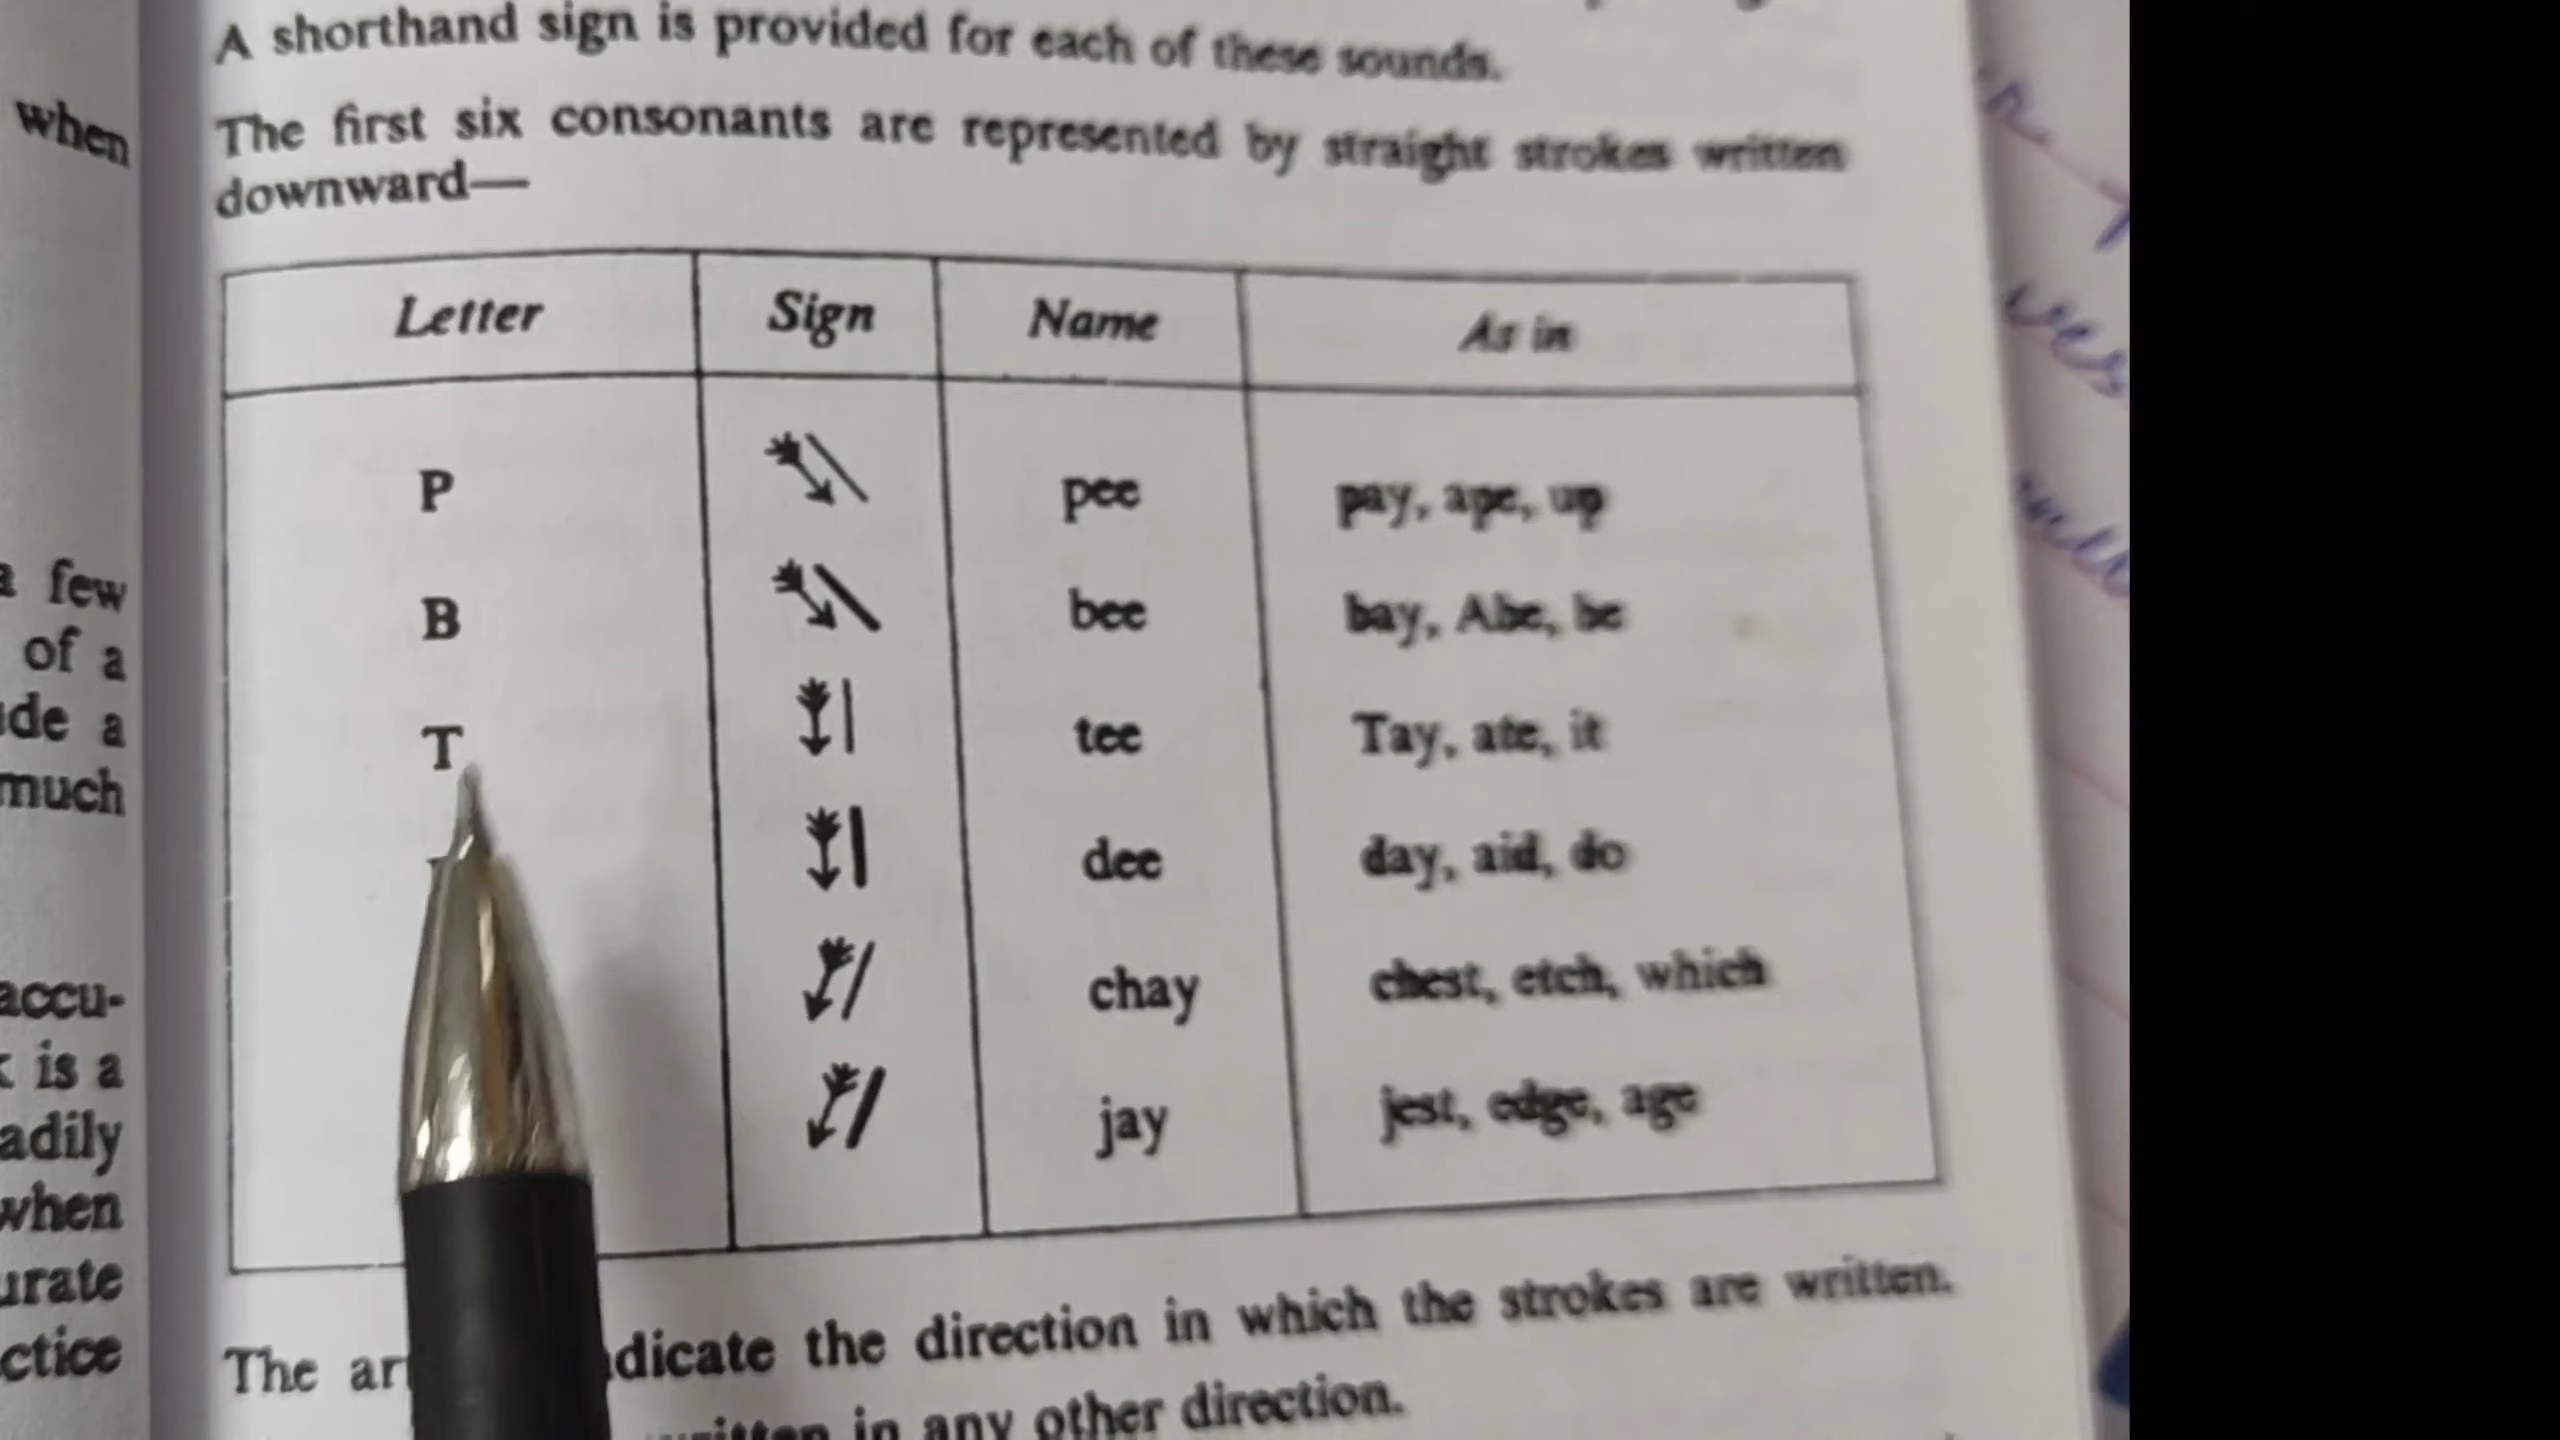 when
a few
of a
de a
much
accu-
is a
adily
when
urate
ctice
A shorthand sign is provided for each of these sounds.
The first six consonants are represented by straight strokes written
downward—
Letter Sign Name As in
P pee pay, ape, up
B bee bay, Abe, be
T tee Tay, ate, it
dee day, aid, do
chay chest, etch, which
jay jest, edge, age
The ar dicate the direction in which the strokes are written.
written in any other direction.